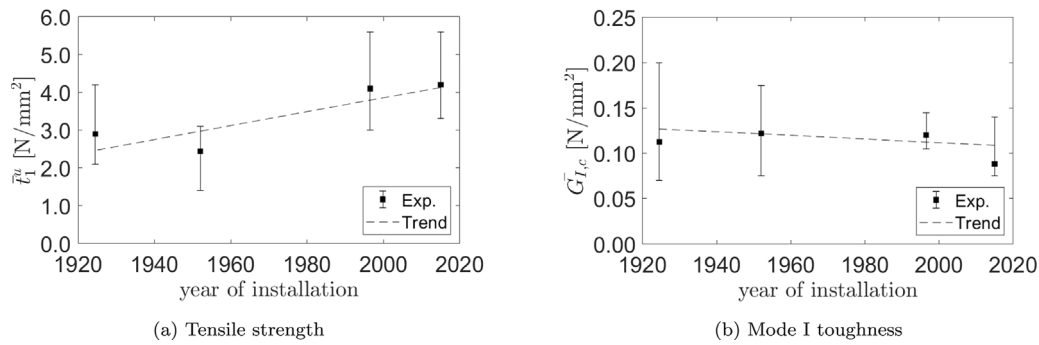 6.0
5.0
4.0
3.0
2.0
1.0
0.0
t̄₁ᵘ [N/mm²]
1920 1940 1960 1980 2000 2020
year of installation
Exp.
Trend
(a) Tensile strength
0.25
0.20
0.15
0.10
0.05
0.00
Ḡ_{I,c} [N/mm²]
1920 1940 1960 1980 2000 2020
year of installation
Exp.
Trend
(b) Mode I toughness